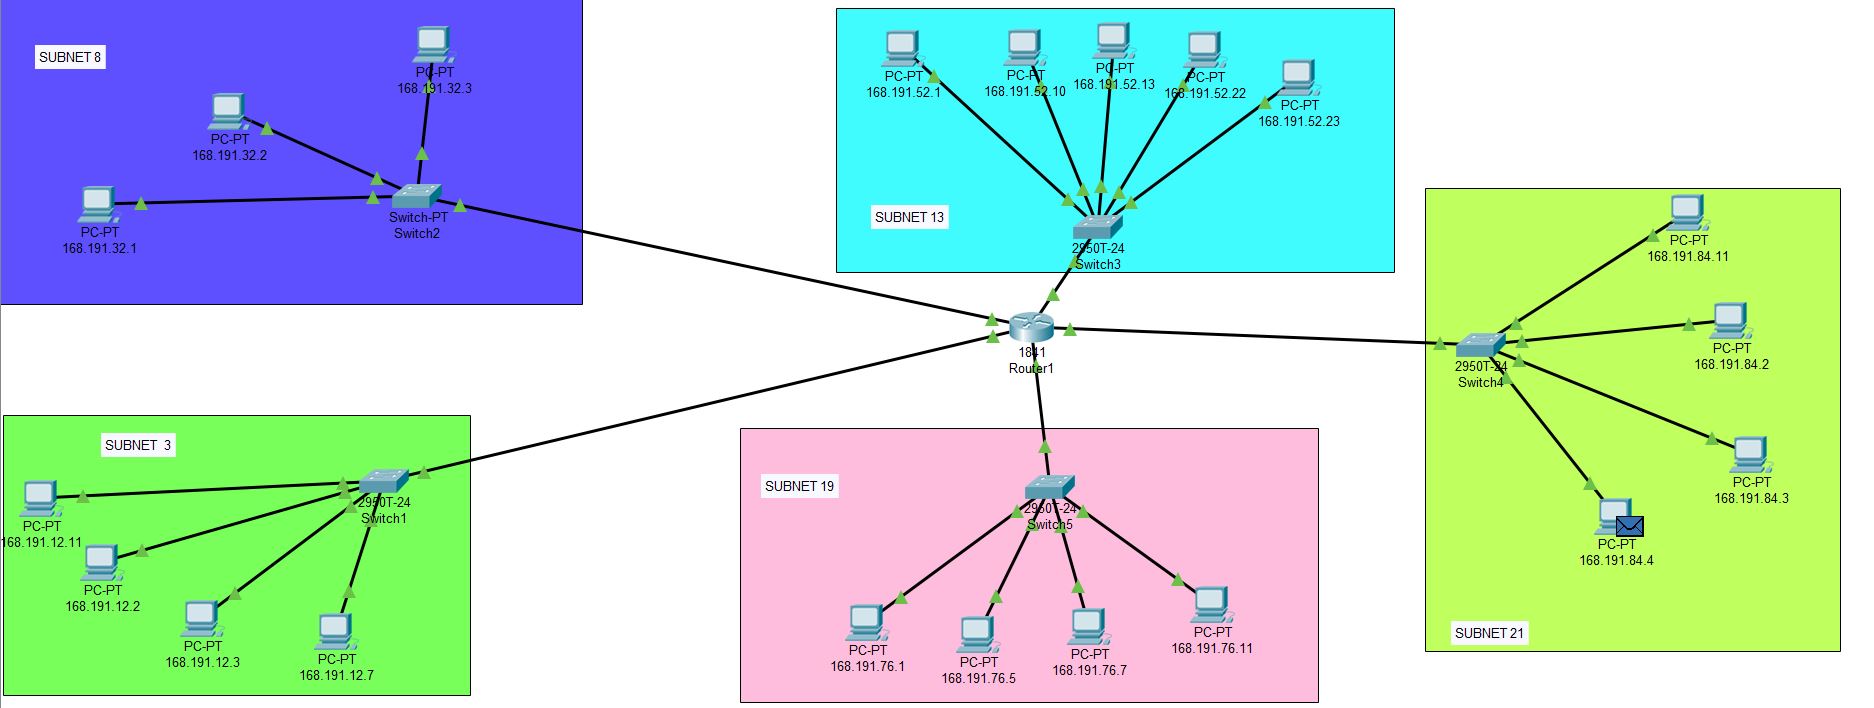 SUBNET 8
PC-PT
168.191.32.3
PC-PT
168.191.32.2
PC-PT
168.191.32.1
Switch-PT
Switch2
SUBNET 13
PC-PT
168.191.52.1
PC-PT
168.191.52.10
PC-PT
168.191.52.13
PC-PT
168.191.52.22
PC-PT
168.191.52.23
2950T-24
Switch3
1841
Router1
SUBNET 21
PC-PT
168.191.84.11
PC-PT
168.191.84.2
PC-PT
168.191.84.3
PC-PT
168.191.84.4
2950T-24
Switch4
SUBNET 3
2950T-24
Switch1
PC-PT
168.191.12.11
PC-PT
168.191.12.2
PC-PT
168.191.12.3
PC-PT
168.191.12.7
SUBNET 19
2950T-24
Switch5
PC-PT
168.191.76.1
PC-PT
168.191.76.5
PC-PT
168.191.76.7
PC-PT
168.191.76.11